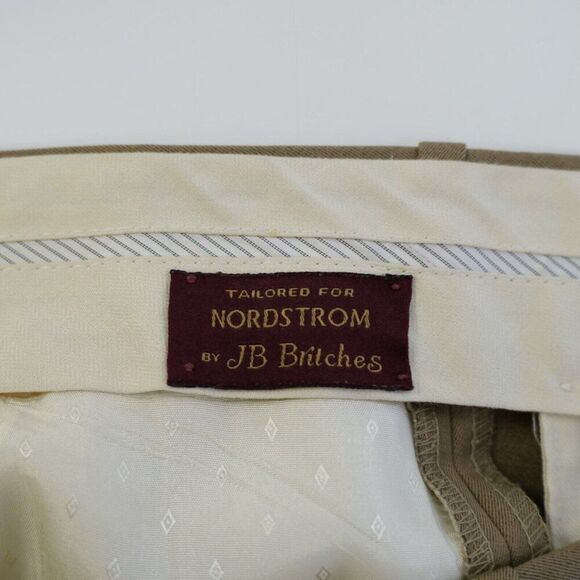 TAILORED FOR
NORDSTROM
BY JB Britches